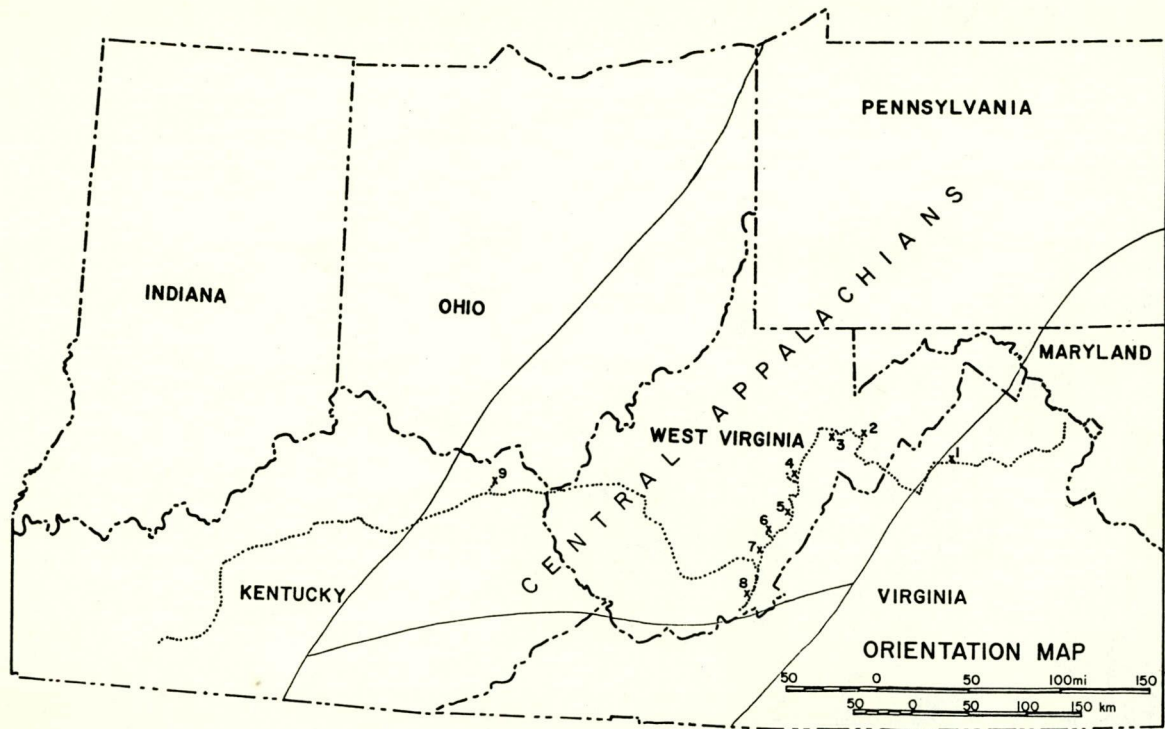 PENNSYLVANIA
INDIANA
OHIO
CENTRAL APPALACHIANS
MARYLAND
WEST VIRGINIA
1
2
3
4
5
6
7
8
9
KENTUCKY
VIRGINIA
ORIENTATION MAP
50 0 50 100mi 150
50 0 50 100 150 km